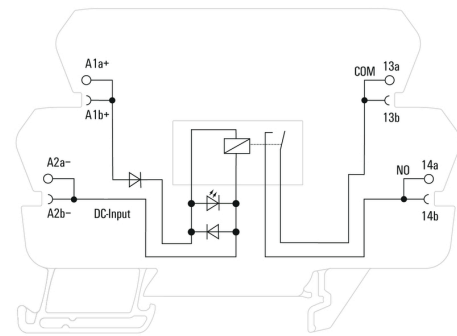 A1a+
A1b+
A2a–
A2b–
DC-Input
COM
13a
13b
NO
14a
14b